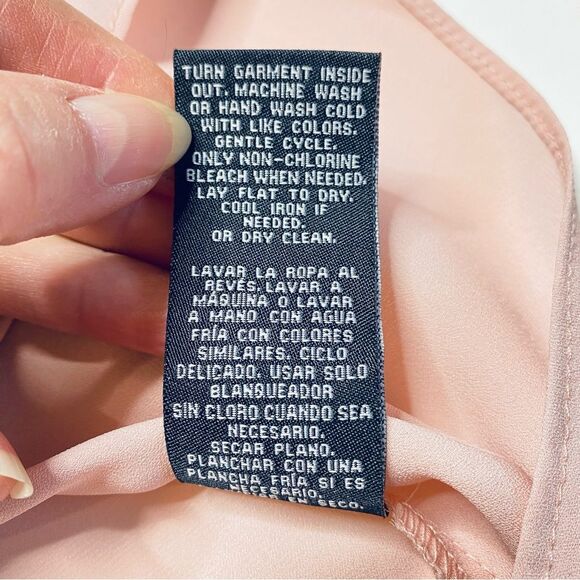 TURN GARMENT INSIDE
OUT. MACHINE WASH
OR HAND WASH COLD
WITH LIKE COLORS.
GENTLE CYCLE.
ONLY NON-CHLORINE
BLEACH WHEN NEEDED.
LAY FLAT TO DRY.
COOL IRON IF
NEEDED.
OR DRY CLEAN.
LAVAR LA ROPA AL
REVÉS. LAVAR A
MÁQUINA O LAVAR
A MANO CON AGUA
FRÍA CON COLORES
SIMILARES. CICLO
DELICADO. USAR SOLO
BLANQUEADOR
SIN CLORO CUANDO SEA
NECESARIO.
SECAR PLANO.
PLANCHAR CON UNA
PLANCHA FRÍA SI ES
NECESARIO.
SECO.